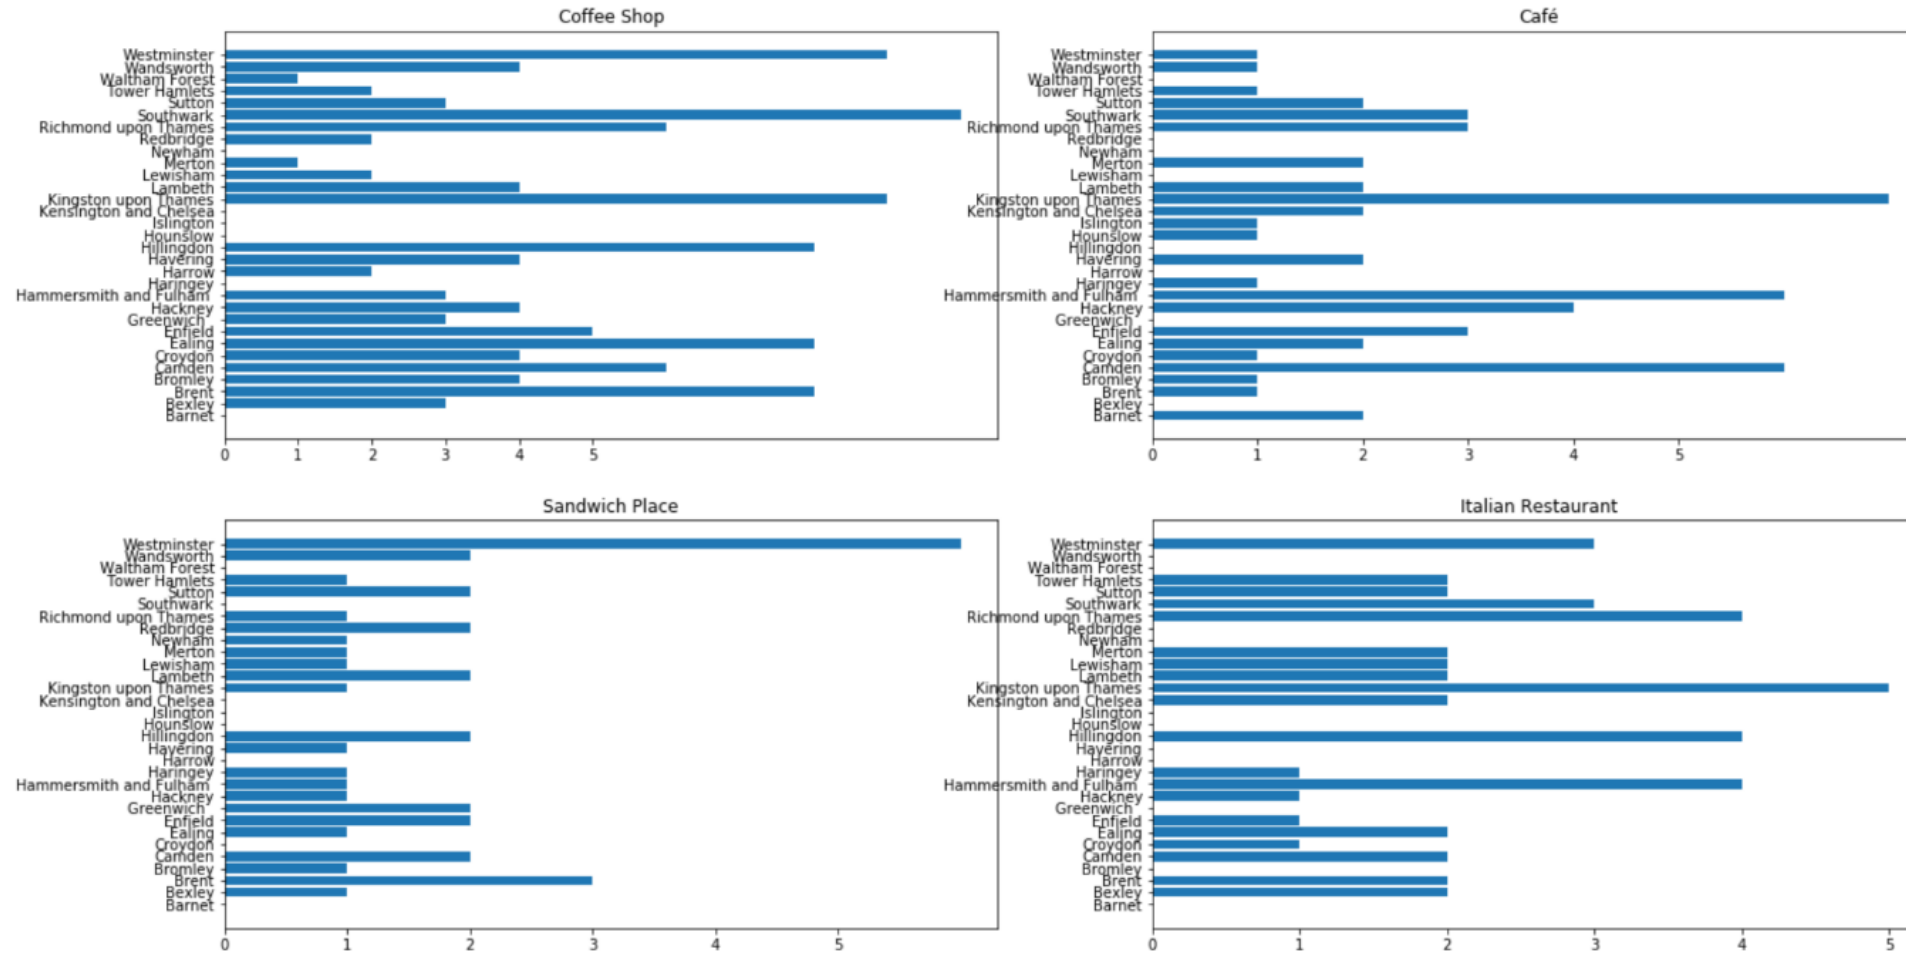 Coffee Shop
Westminster
Wandsworth
Waltham Forest
Tower Hamlets
Sutton
Southwark
Richmond upon Thames
Redbridge
Newham
Merton
Lewisham
Lambeth
Kingston upon Thames
Kensington and Chelsea
Islington
Hounslow
Hillingdon
Havering
Harrow
Haringey
Hammersmith and Fulham
Hackney
Greenwich
Enfield
Ealing
Croydon
Camden
Bromley
Brent
Bexley
Barnet
0 1 2 3 4 5
Café
Westminster
Wandsworth
Waltham Forest
Tower Hamlets
Sutton
Southwark
Richmond upon Thames
Redbridge
Newham
Merton
Lewisham
Lambeth
Kingston upon Thames
Kensington and Chelsea
Islington
Hounslow
Hillingdon
Havering
Harrow
Haringey
Hammersmith and Fulham
Hackney
Greenwich
Enfield
Ealing
Croydon
Camden
Bromley
Brent
Bexley
Barnet
0 1 2 3 4 5
Sandwich Place
Westminster
Wandsworth
Waltham Forest
Tower Hamlets
Sutton
Southwark
Richmond upon Thames
Redbridge
Newham
Merton
Lewisham
Lambeth
Kingston upon Thames
Kensington and Chelsea
Islington
Hounslow
Hillingdon
Havering
Harrow
Haringey
Hammersmith and Fulham
Hackney
Greenwich
Enfield
Ealing
Croydon
Camden
Bromley
Brent
Bexley
Barnet
0 1 2 3 4 5
Italian Restaurant
Westminster
Wandsworth
Waltham Forest
Tower Hamlets
Sutton
Southwark
Richmond upon Thames
Redbridge
Newham
Merton
Lewisham
Lambeth
Kingston upon Thames
Kensington and Chelsea
Islington
Hounslow
Hillingdon
Havering
Harrow
Haringey
Hammersmith and Fulham
Hackney
Greenwich
Enfield
Ealing
Croydon
Camden
Bromley
Brent
Bexley
Barnet
0 1 2 3 4 5